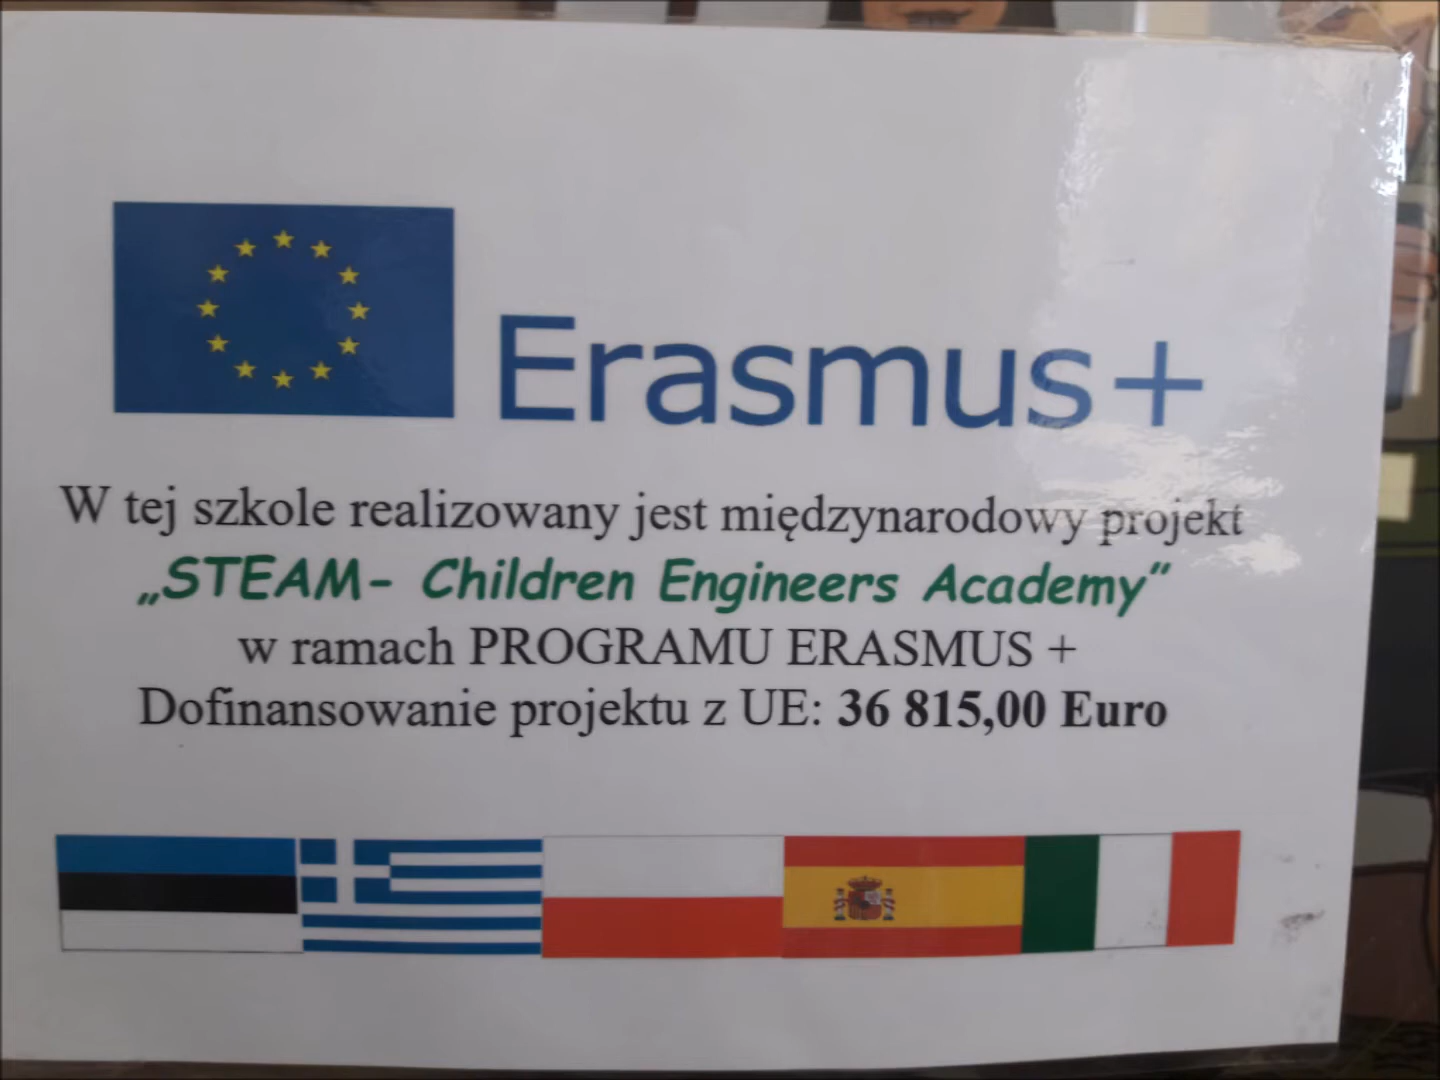 Erasmus+
W tej szkole realizowany jest międzynarodowy projekt
„STEAM- Children Engineers Academy”
w ramach PROGRAMU ERASMUS +
Dofinansowanie projektu z UE: 36 815,00 Euro